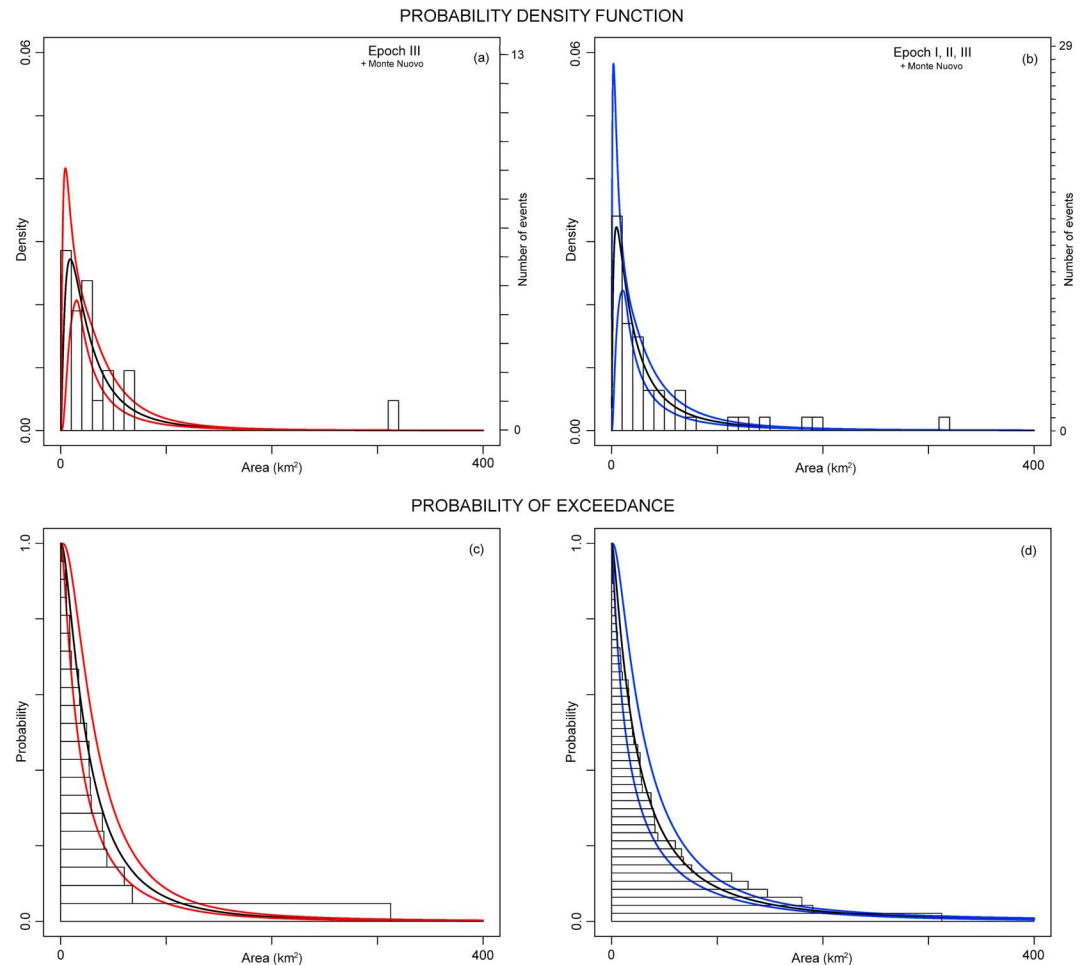 PROBABILITY DENSITY FUNCTION
Epoch III
+ Monte Nuovo
(a)
0.06
0.00
Density
13
0
Number of events
0
400
Area (km²)
Epoch I, II, III
+ Monte Nuovo
(b)
0.06
0.00
Density
29
0
Number of events
0
400
Area (km²)
PROBABILITY OF EXCEEDANCE
(c)
1.0
0.0
Probability
0
400
Area (km²)
(d)
1.0
0.0
Probability
0
400
Area (km²)